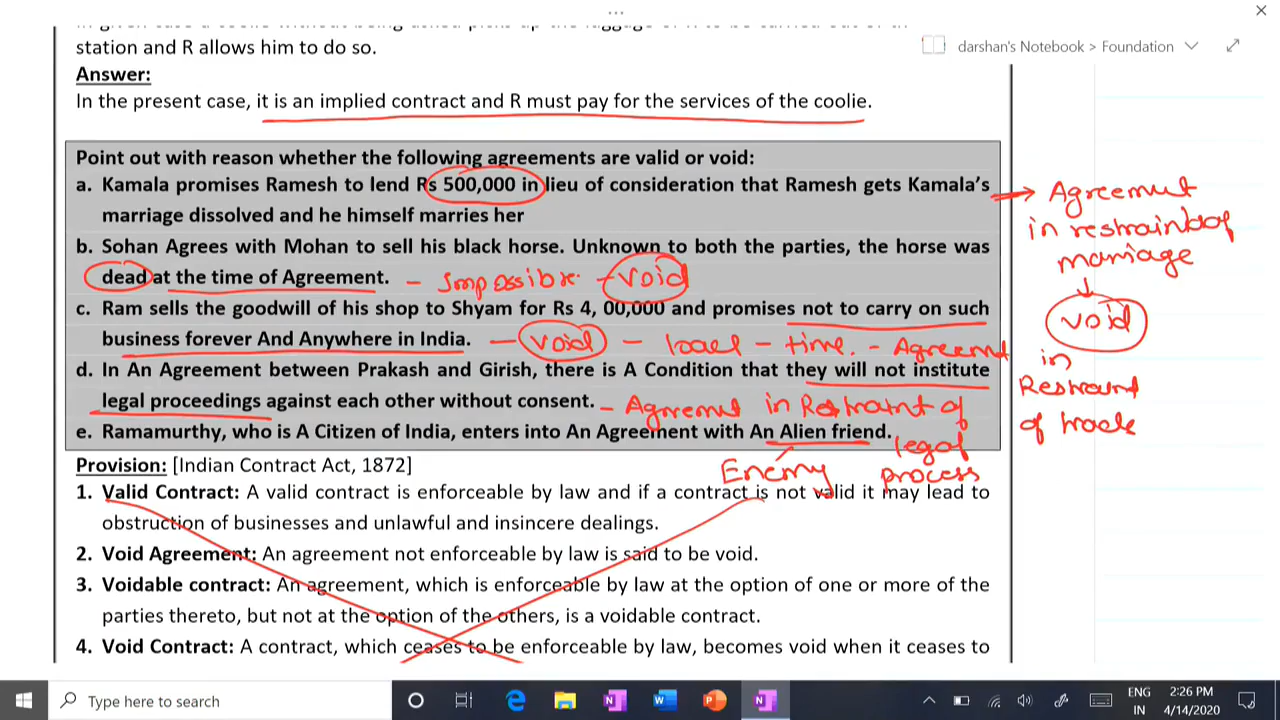 station and R allows him to do so.
darshan's Notebook > Foundation
Answer:
In the present case, it is an implied contract and R must pay for the services of the coolie.
Point out with reason whether the following agreements are valid or void:
a. Kamala promises Ramesh to lend Rs 500,000 in lieu of consideration that Ramesh gets Kamala's
marriage dissolved and he himself marries her
Agreement
in restraint of
marriage
void
b. Sohan Agrees with Mohan to sell his black horse. Unknown to both the parties, the horse was
dead at the time of Agreement. - Impossible - void
c. Ram sells the goodwill of his shop to Shyam for Rs 4, 00,000 and promises not to carry on such
business forever And Anywhere in India. - void - local - time. - Agreemnt
in
Restraint
of trade
d. In An Agreement between Prakash and Girish, there is A Condition that they will not institute
legal proceedings against each other without consent. - Agreemnt in Restraint of
legal
process
e. Ramamurthy, who is A Citizen of India, enters into An Agreement with An Alien friend.
Enemy
Provision: [Indian Contract Act, 1872]
1. Valid Contract: A valid contract is enforceable by law and if a contract is not valid it may lead to
obstruction of businesses and unlawful and insincere dealings.
2. Void Agreement: An agreement not enforceable by law is said to be void.
3. Voidable contract: An agreement, which is enforceable by law at the option of one or more of the
parties thereto, but not at the option of the others, is a voidable contract.
4. Void Contract: A contract, which ceases to be enforceable by law, becomes void when it ceases to
Type here to search
ENG
IN
2:26 PM
4/14/2020